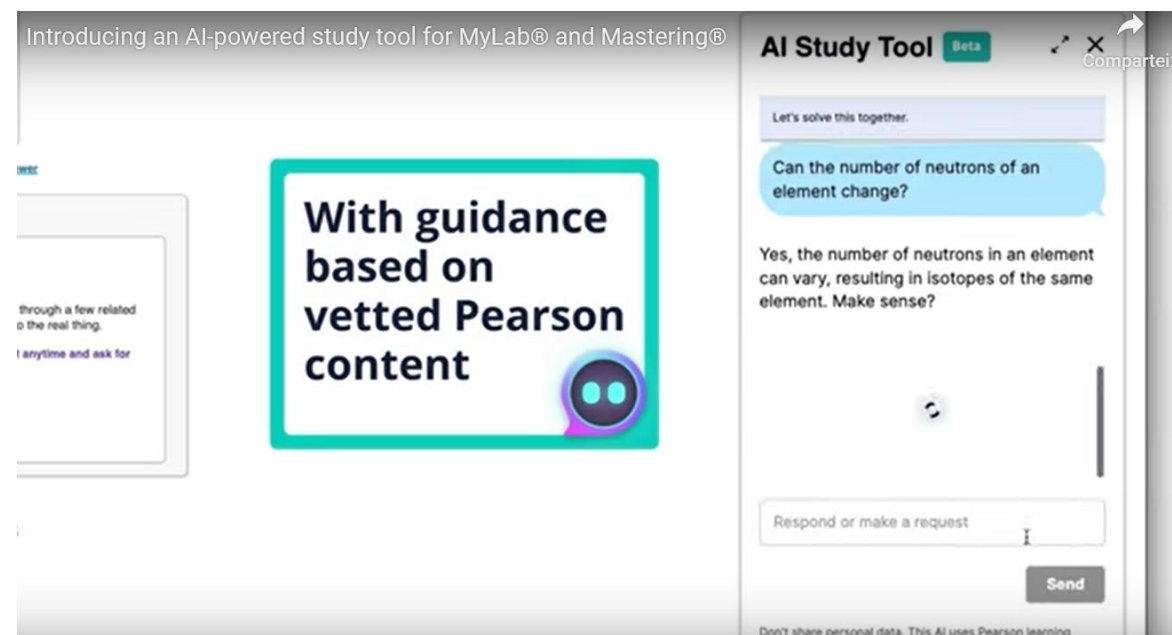 Introducing an AI-powered study tool for MyLab® and Mastering®
Comparteix
wer
through a few related
o the real thing.
anytime and ask for
With guidance
based on
vetted Pearson
content
AI Study Tool
Beta
Let's solve this together.
Can the number of neutrons of an
element change?
Yes, the number of neutrons in an element
can vary, resulting in isotopes of the same
element. Make sense?
Respond or make a request
Send
Don't share personal data. This AI uses Pearson learning